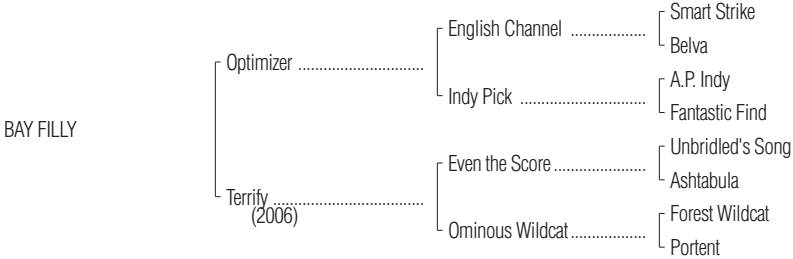 Smart Strike
English Channel ...................
Belva
Optimizer ..............................
A.P. Indy
Indy Pick ...............................
Fantastic Find
BAY FILLY
Unbridled's Song
Even the Score.......................
Ashtabula
Terrify ....................................
(2006)
Forest Wildcat
Ominous Wildcat...................
Portent